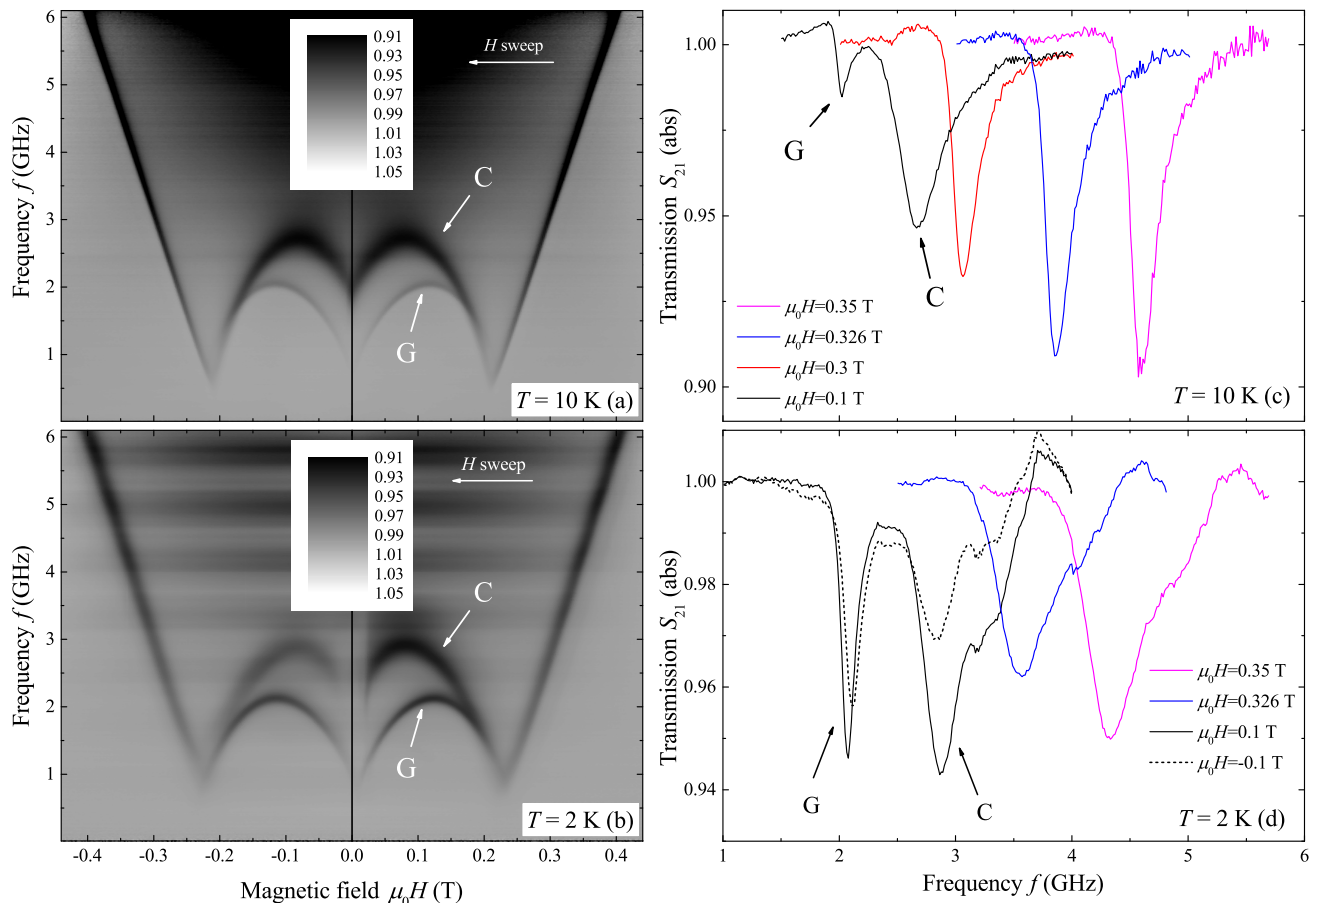 6
5
4
3
2
1
Frequency f (GHz)
0.91
0.93
0.95
0.97
0.99
1.01
1.03
1.05
H sweep
C
G
T = 10 K (a)
6
5
4
3
2
1
Frequency f (GHz)
0.91
0.93
0.95
0.97
0.99
1.01
1.03
1.05
H sweep
C
G
T = 2 K (b)
-0.4 -0.3 -0.2 -0.1 0.0 0.1 0.2 0.3 0.4
Magnetic field μ₀H (T)
1.00
0.95
0.90
Transmission S₂₁ (abs)
G
C
μ₀H=0.35 T
μ₀H=0.326 T
μ₀H=0.3 T
μ₀H=0.1 T
T = 10 K (c)
1.00
0.98
0.96
0.94
Transmission S₂₁ (abs)
G
C
μ₀H=0.35 T
μ₀H=0.326 T
μ₀H=0.1 T
μ₀H=-0.1 T
T = 2 K (d)
1 2 3 4 5 6
Frequency f (GHz)